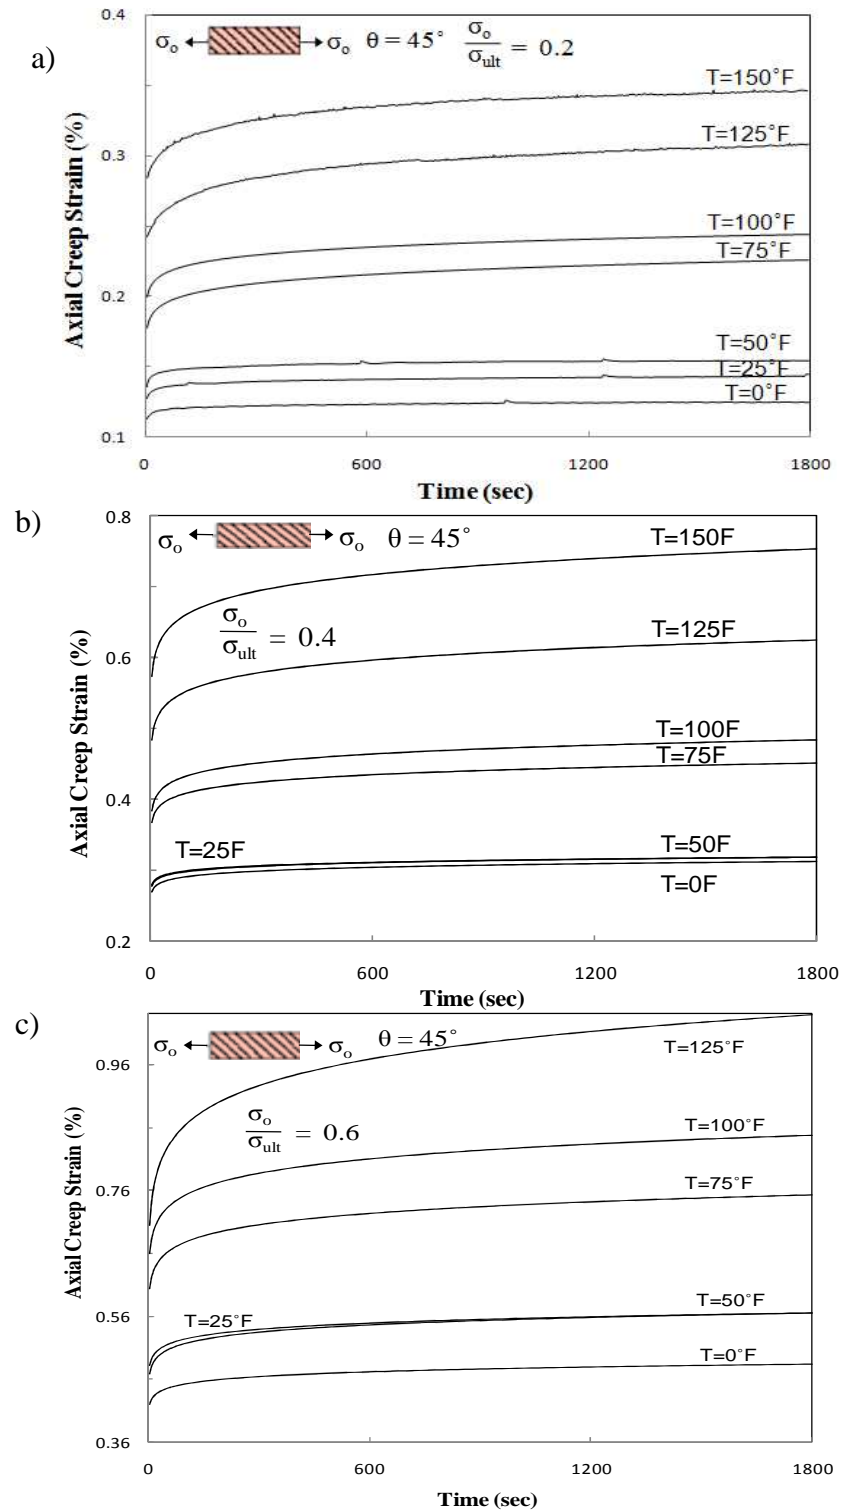 a)
σo σo θ = 45° σo/σult = 0.2
T=150°F
T=125°F
T=100°F
T=75°F
T=50°F
T=25°F
T=0°F
0.4
0.3
0.2
0.1
Axial Creep Strain (%)
0 600 1200 1800
Time (sec)
b)
σo σo θ = 45°
σo/σult = 0.4
T=150F
T=125F
T=100F
T=75F
T=25F T=50F
T=0F
0.8
0.6
0.4
0.2
Axial Creep Strain (%)
0 600 1200 1800
Time (sec)
c)
σo σo θ = 45°
σo/σult = 0.6
T=125°F
T=100°F
T=75°F
T=50°F
T=25°F
T=0°F
0.96
0.76
0.56
0.36
Axial Creep Strain (%)
0 600 1200 1800
Time (sec)